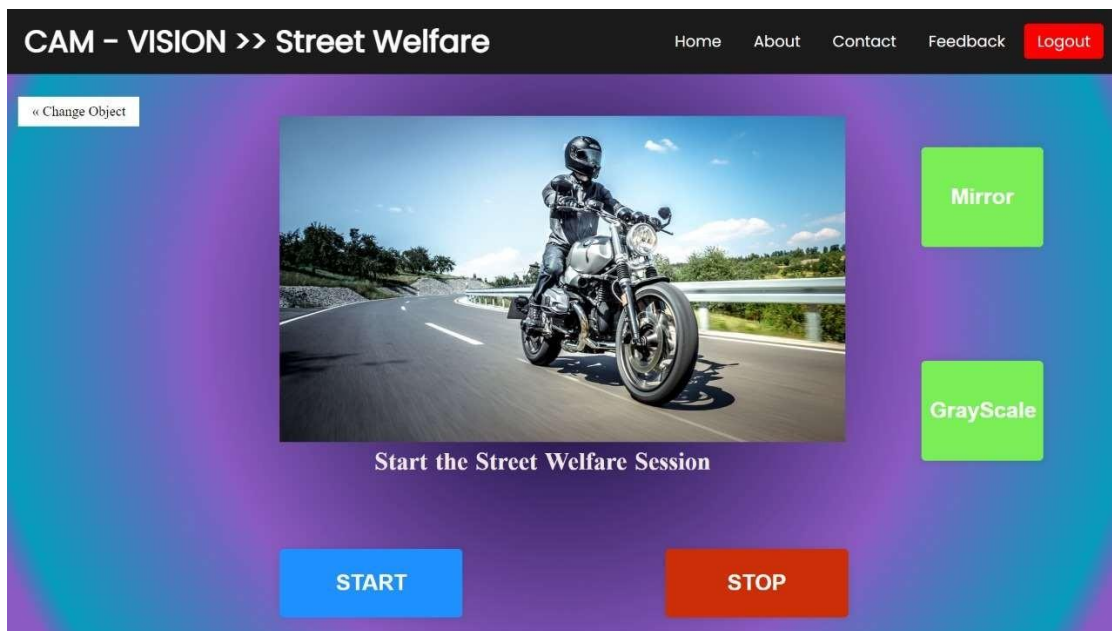 CAM - VISION >> Street Welfare
Home About Contact Feedback Logout
« Change Object
Mirror
GrayScale
Start the Street Welfare Session
START STOP